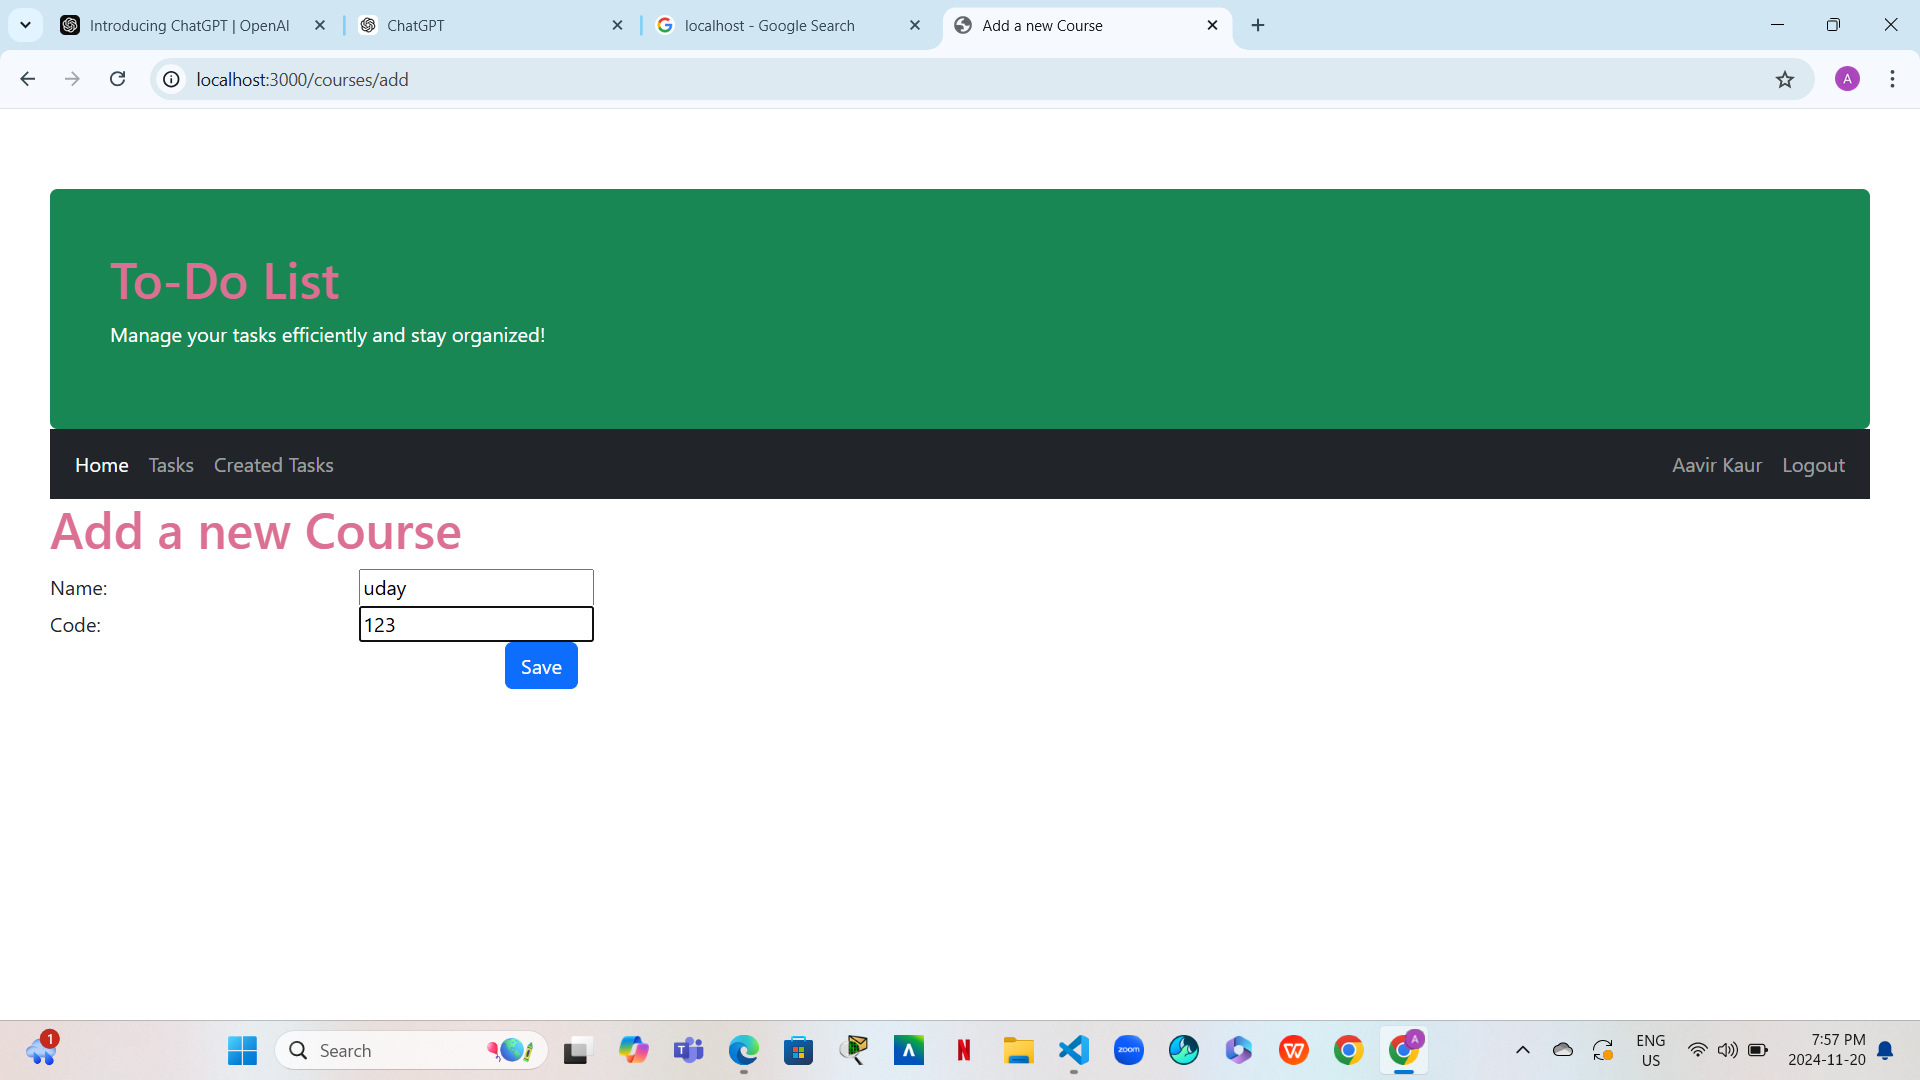 Introducing ChatGPT | OpenAI
ChatGPT
localhost - Google Search
Add a new Course
localhost:3000/courses/add
A
To-Do List
Manage your tasks efficiently and stay organized!
Home Tasks Created Tasks Aavir Kaur Logout
Add a new Course
Name: uday
Code: 123
Save
1
Search
zoom
N
W
A
ENG
US
7:57 PM
2024-11-20